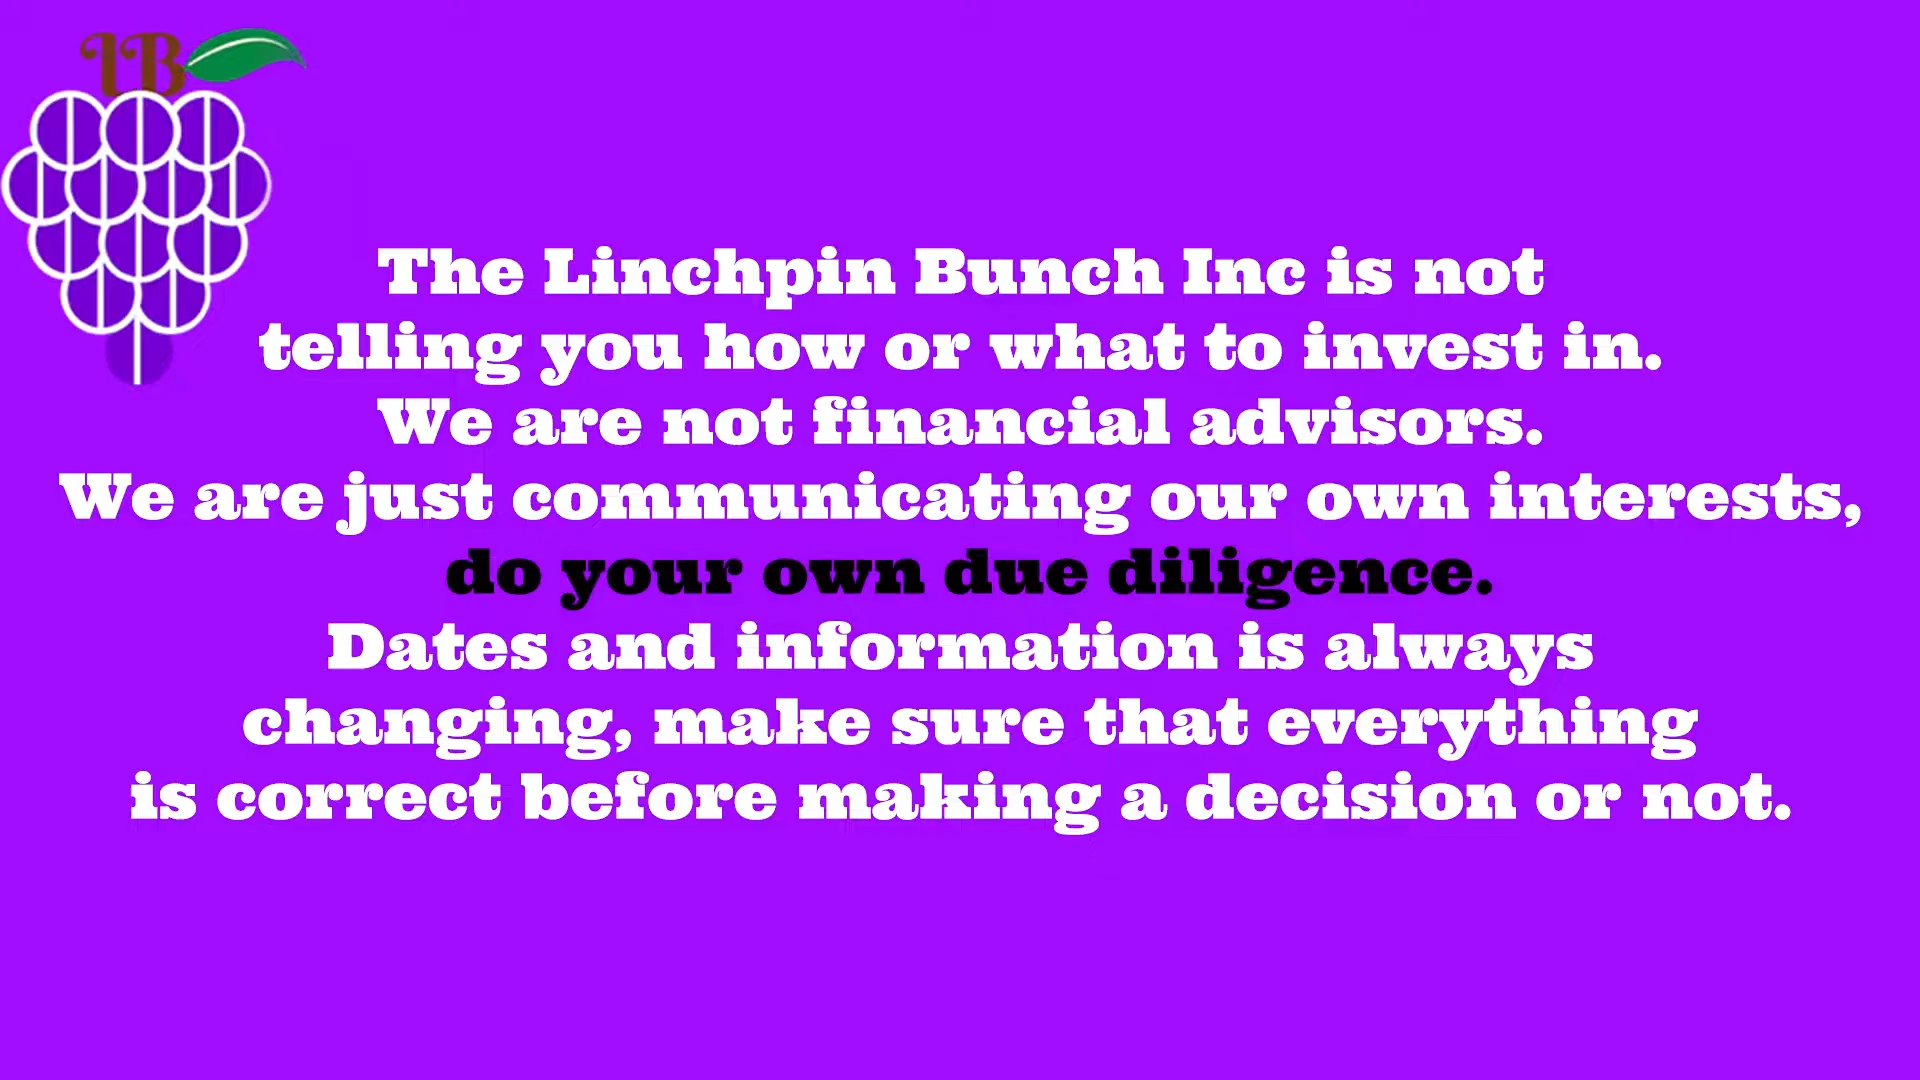 LB
The Linchpin Bunch Inc is not
telling you how or what to invest in.
We are not financial advisors.
We are just communicating our own interests,
do your own due diligence.
Dates and information is always
changing, make sure that everything
is correct before making a decision or not.